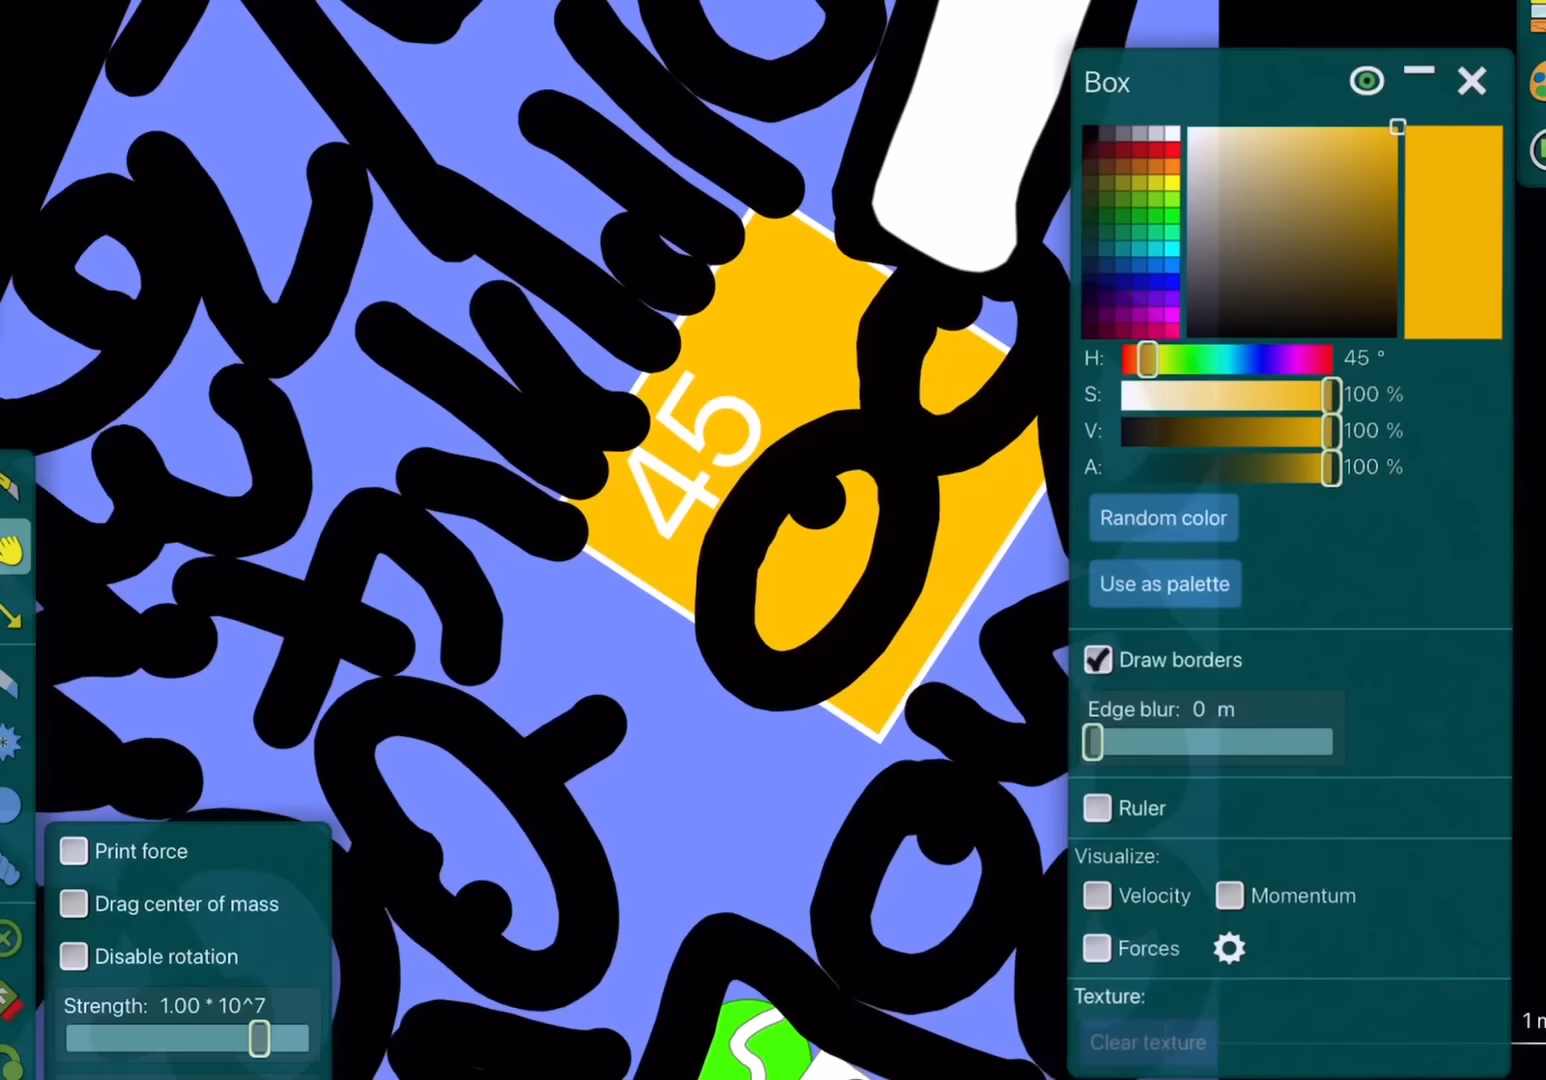 Box
H:
45 °
S:
100 %
V:
100 %
A:
100 %
Random color
Use as palette
Draw borders
Edge blur: 0 m
Ruler
Visualize:
Velocity
Momentum
Forces
Texture:
Clear texture
45
Print force
Drag center of mass
Disable rotation
Strength: 1.00 * 10^7